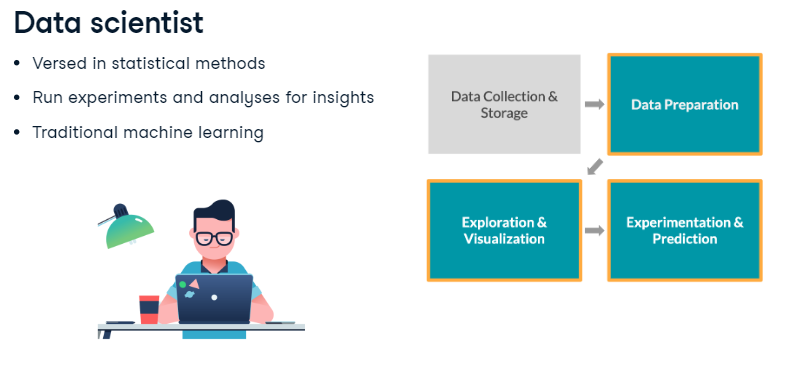 Data scientist
• Versed in statistical methods
• Run experiments and analyses for insights
• Traditional machine learning
Data Collection &
Storage
Data Preparation
Exploration &
Visualization
Experimentation &
Prediction